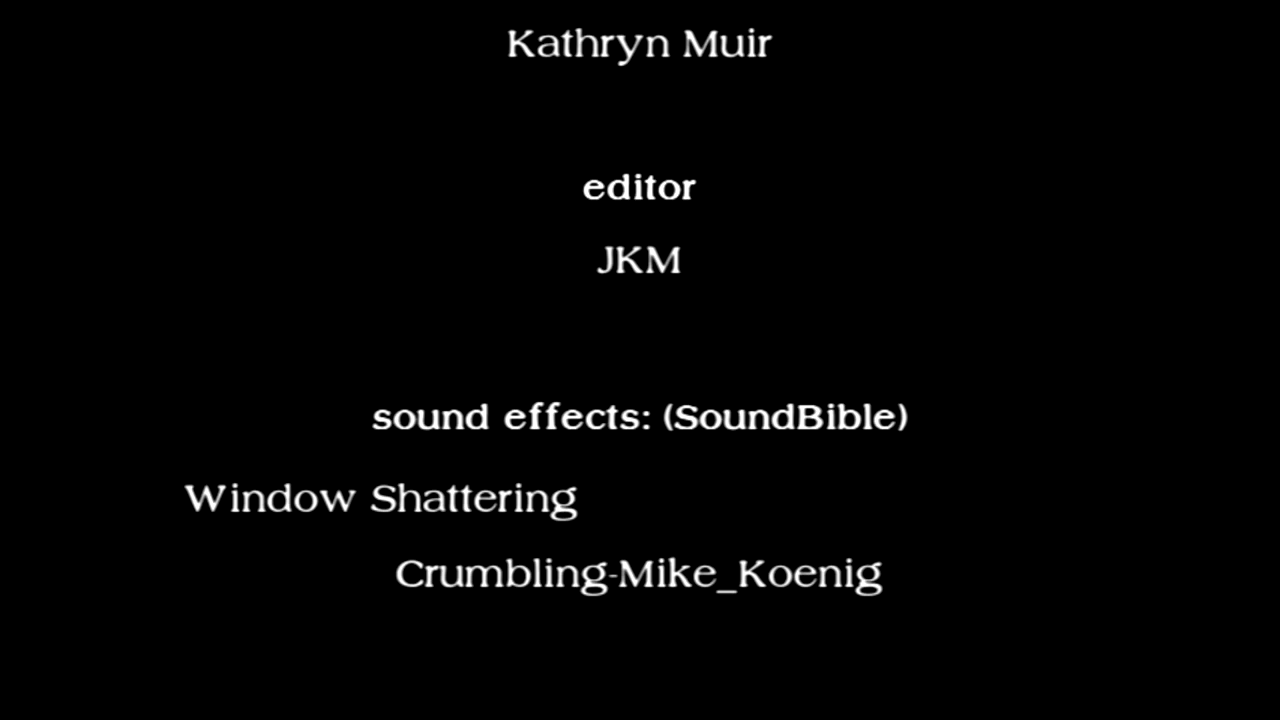 Kathryn Muir
editor
JKM
sound effects: (SoundBible)
Window Shattering
Crumbling-Mike_Koenig